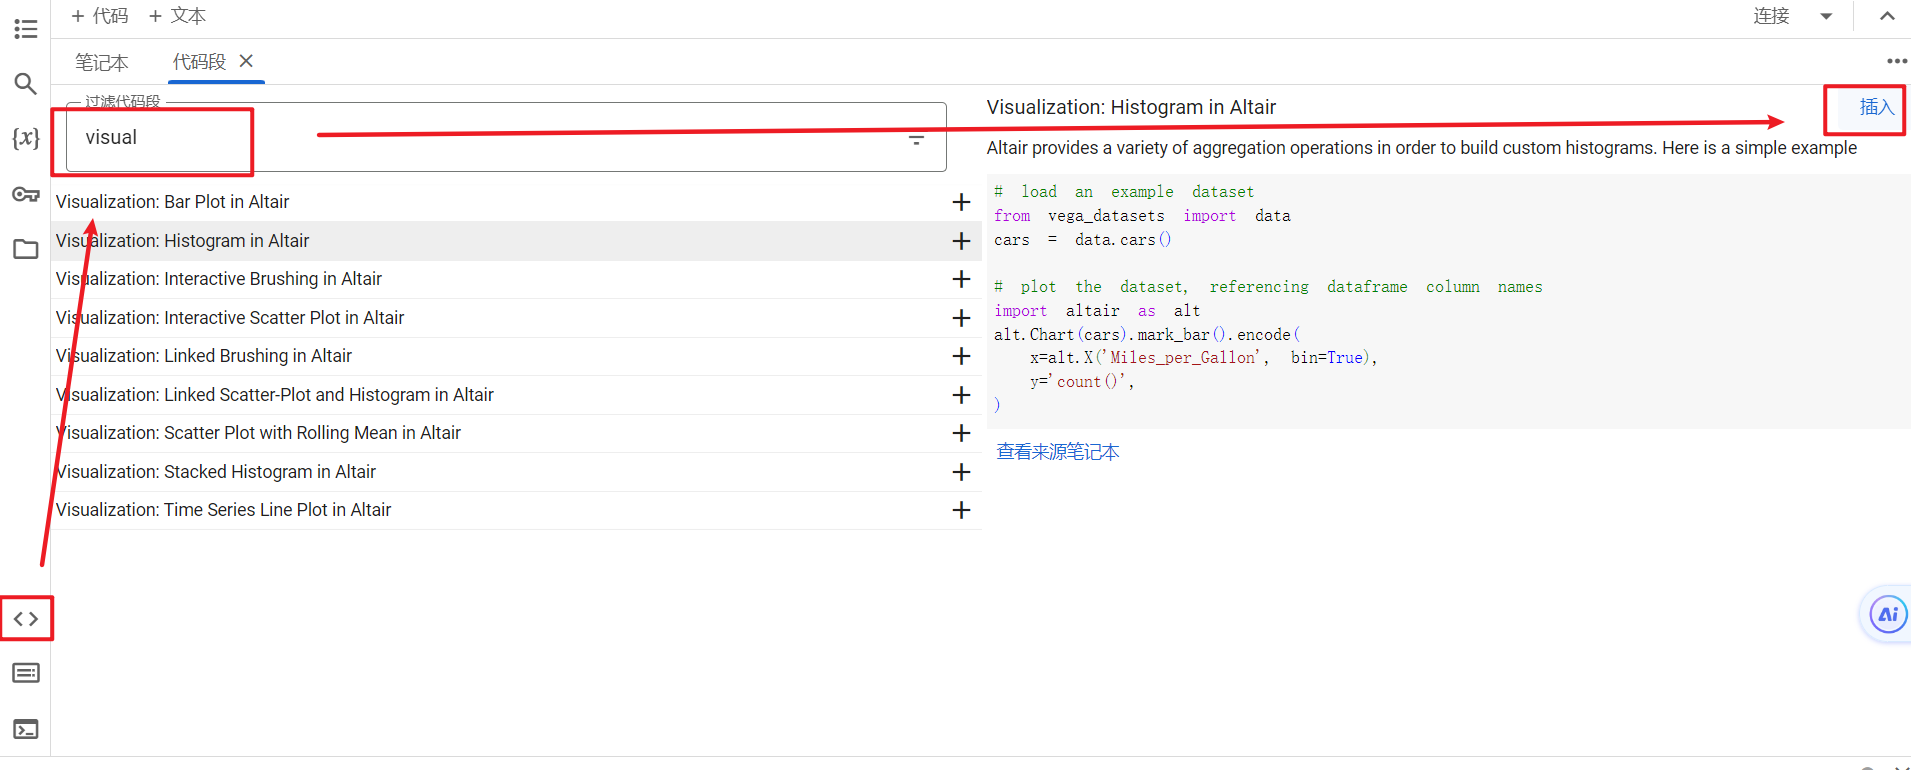 + 代码 + 文本
连接
笔记本 代码段
过滤代码段
visual
Visualization: Bar Plot in Altair
Visualization: Histogram in Altair
Visualization: Interactive Brushing in Altair
Visualization: Interactive Scatter Plot in Altair
Visualization: Linked Brushing in Altair
Visualization: Linked Scatter-Plot and Histogram in Altair
Visualization: Scatter Plot with Rolling Mean in Altair
Visualization: Stacked Histogram in Altair
Visualization: Time Series Line Plot in Altair
Visualization: Histogram in Altair
插入
Altair provides a variety of aggregation operations in order to build custom histograms. Here is a simple example
# load an example dataset
from vega_datasets import data
cars = data.cars()
# plot the dataset, referencing dataframe column names
import altair as alt
alt.Chart(cars).mark_bar().encode(
x=alt.X('Miles_per_Gallon', bin=True),
y='count()',
)
查看来源笔记本
{x}
Ai